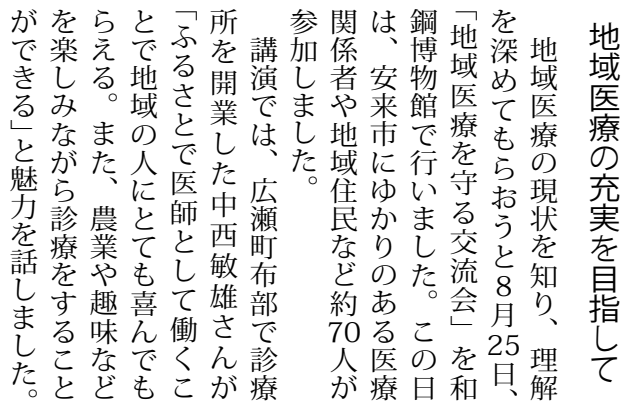 地域医療の充実を目指して
地域医療の現状を知り、理解
を深めてもらおうと8月25日、
「地域医療を守る交流会」を和
鋼博物館で行いました。この日
は、安来市にゆかりのある医療
関係者や地域住民など約70人が
参加しました。
講演では、広瀬町布部で診療
所を開業した中西敏雄さんが
「ふるさとで医師として働くこ
とで地域の人にとても喜んでも
らえる。また、農業や趣味など
を楽しみながら診療をすること
ができる」と魅力を話しました。